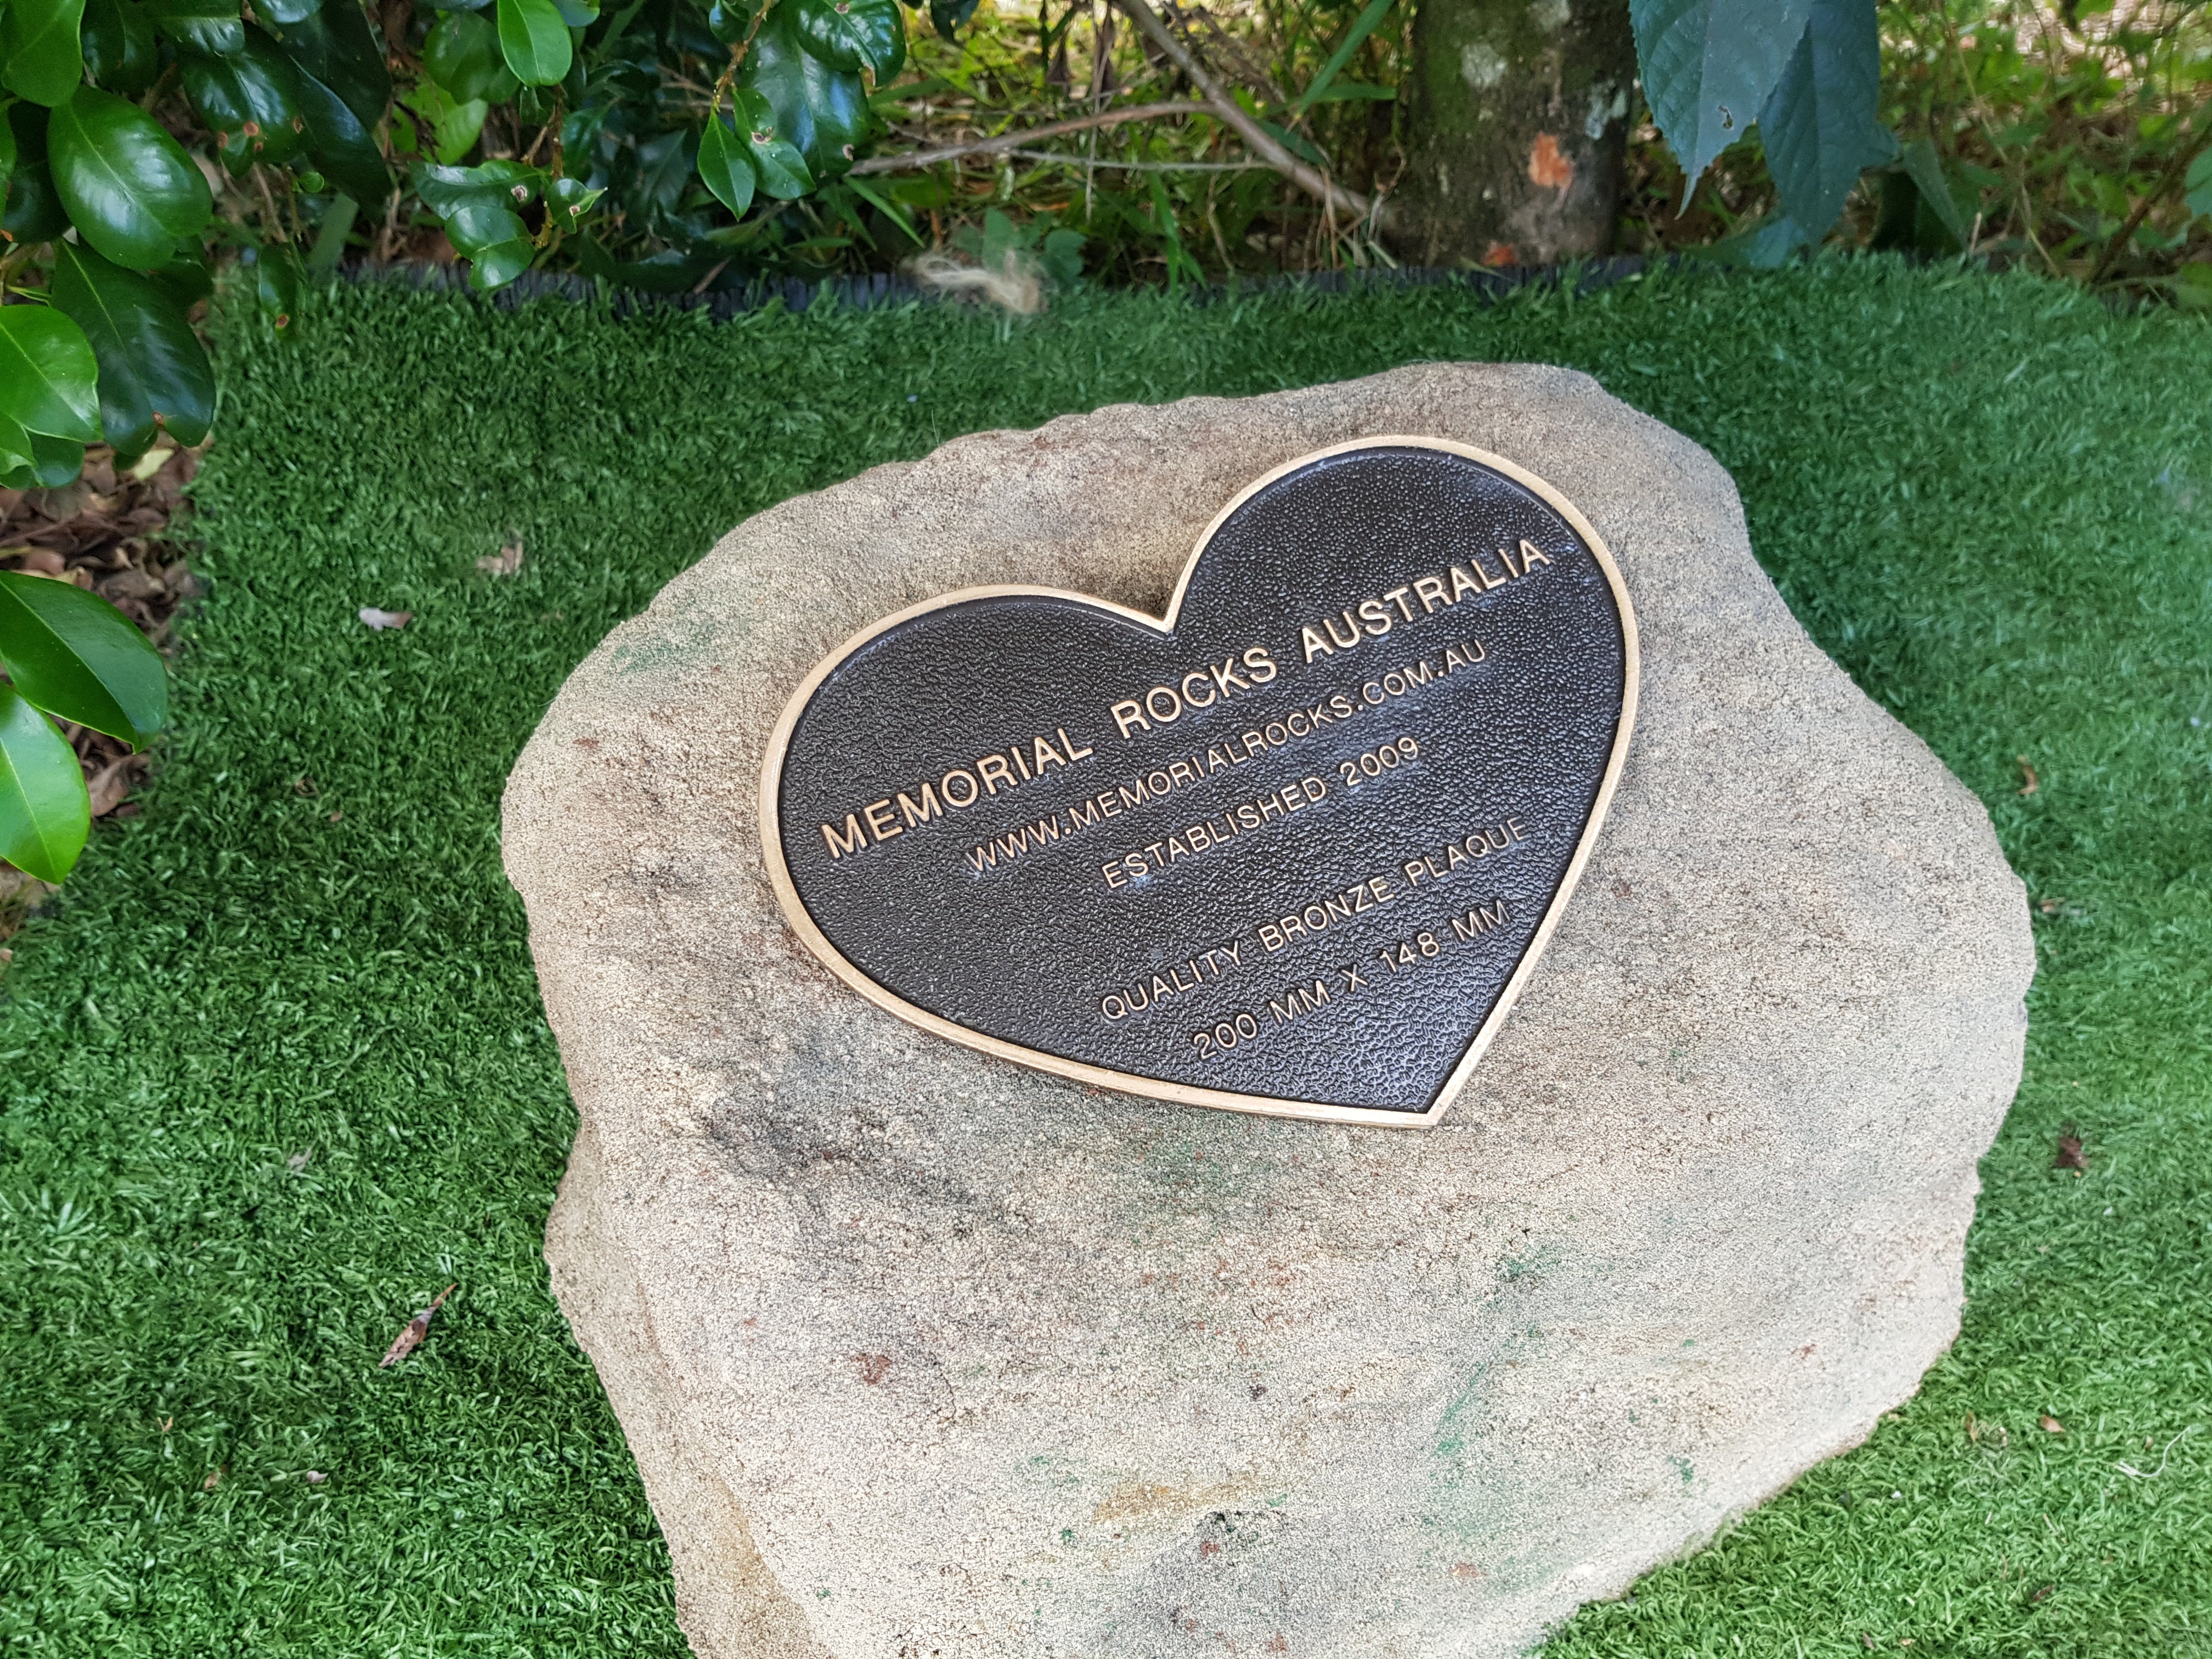 MEMORIAL ROCKS AUSTRALIA
WWW.MEMORIALROCKS.COM.AU
ESTABLISHED 2009
QUALITY BRONZE PLAQUE
200 MM X 148 MM